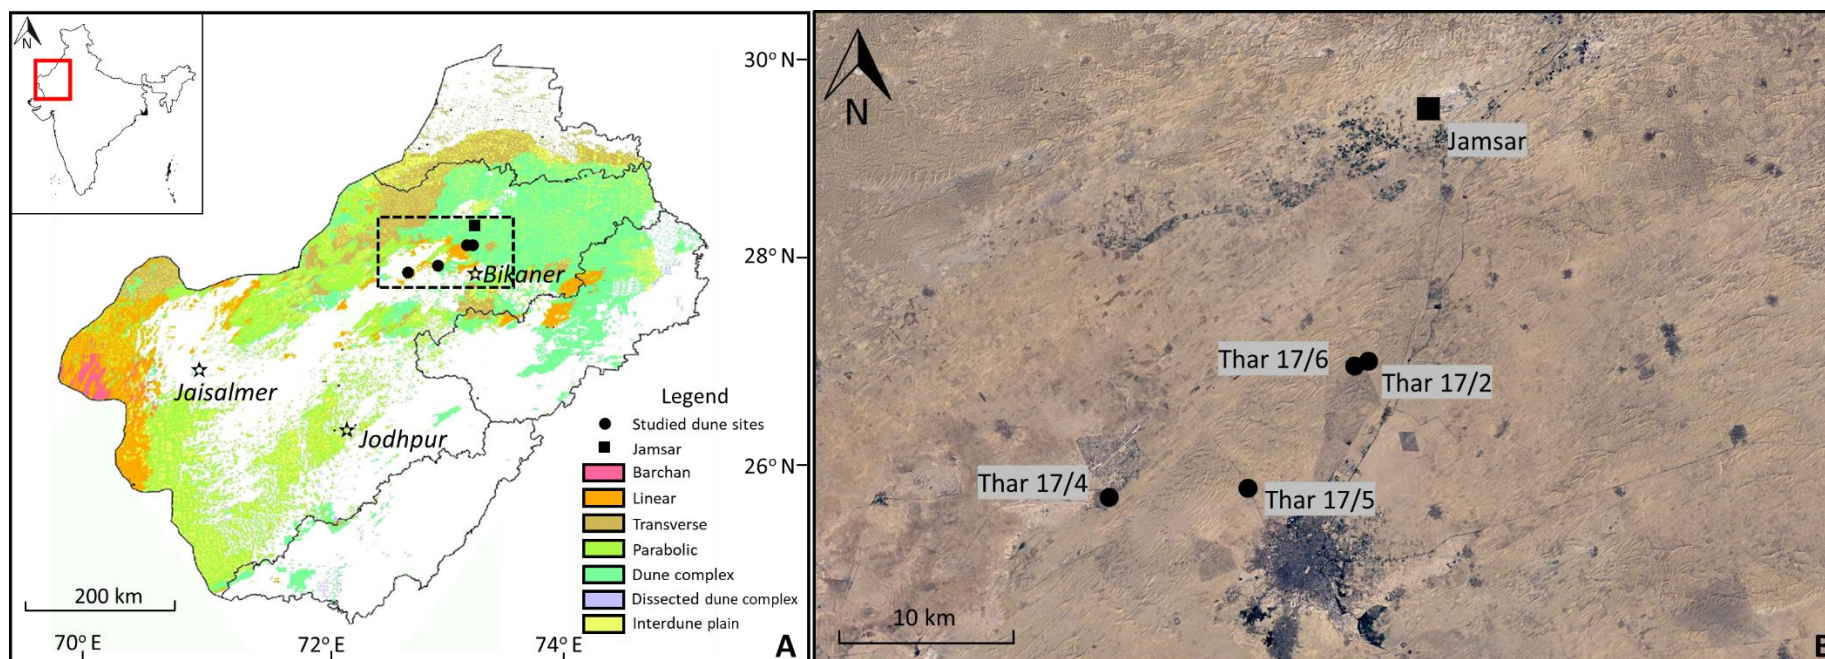 N
30° N
28° N
26° N
Bikaner
Jaisalmer
Jodhpur
Legend
Studied dune sites
Jamsar
Barchan
Linear
Transverse
Parabolic
Dune complex
Dissected dune complex
Interdune plain
200 km
70° E
72° E
74° E
A
N
Jamsar
Thar 17/6
Thar 17/2
Thar 17/4
Thar 17/5
10 km